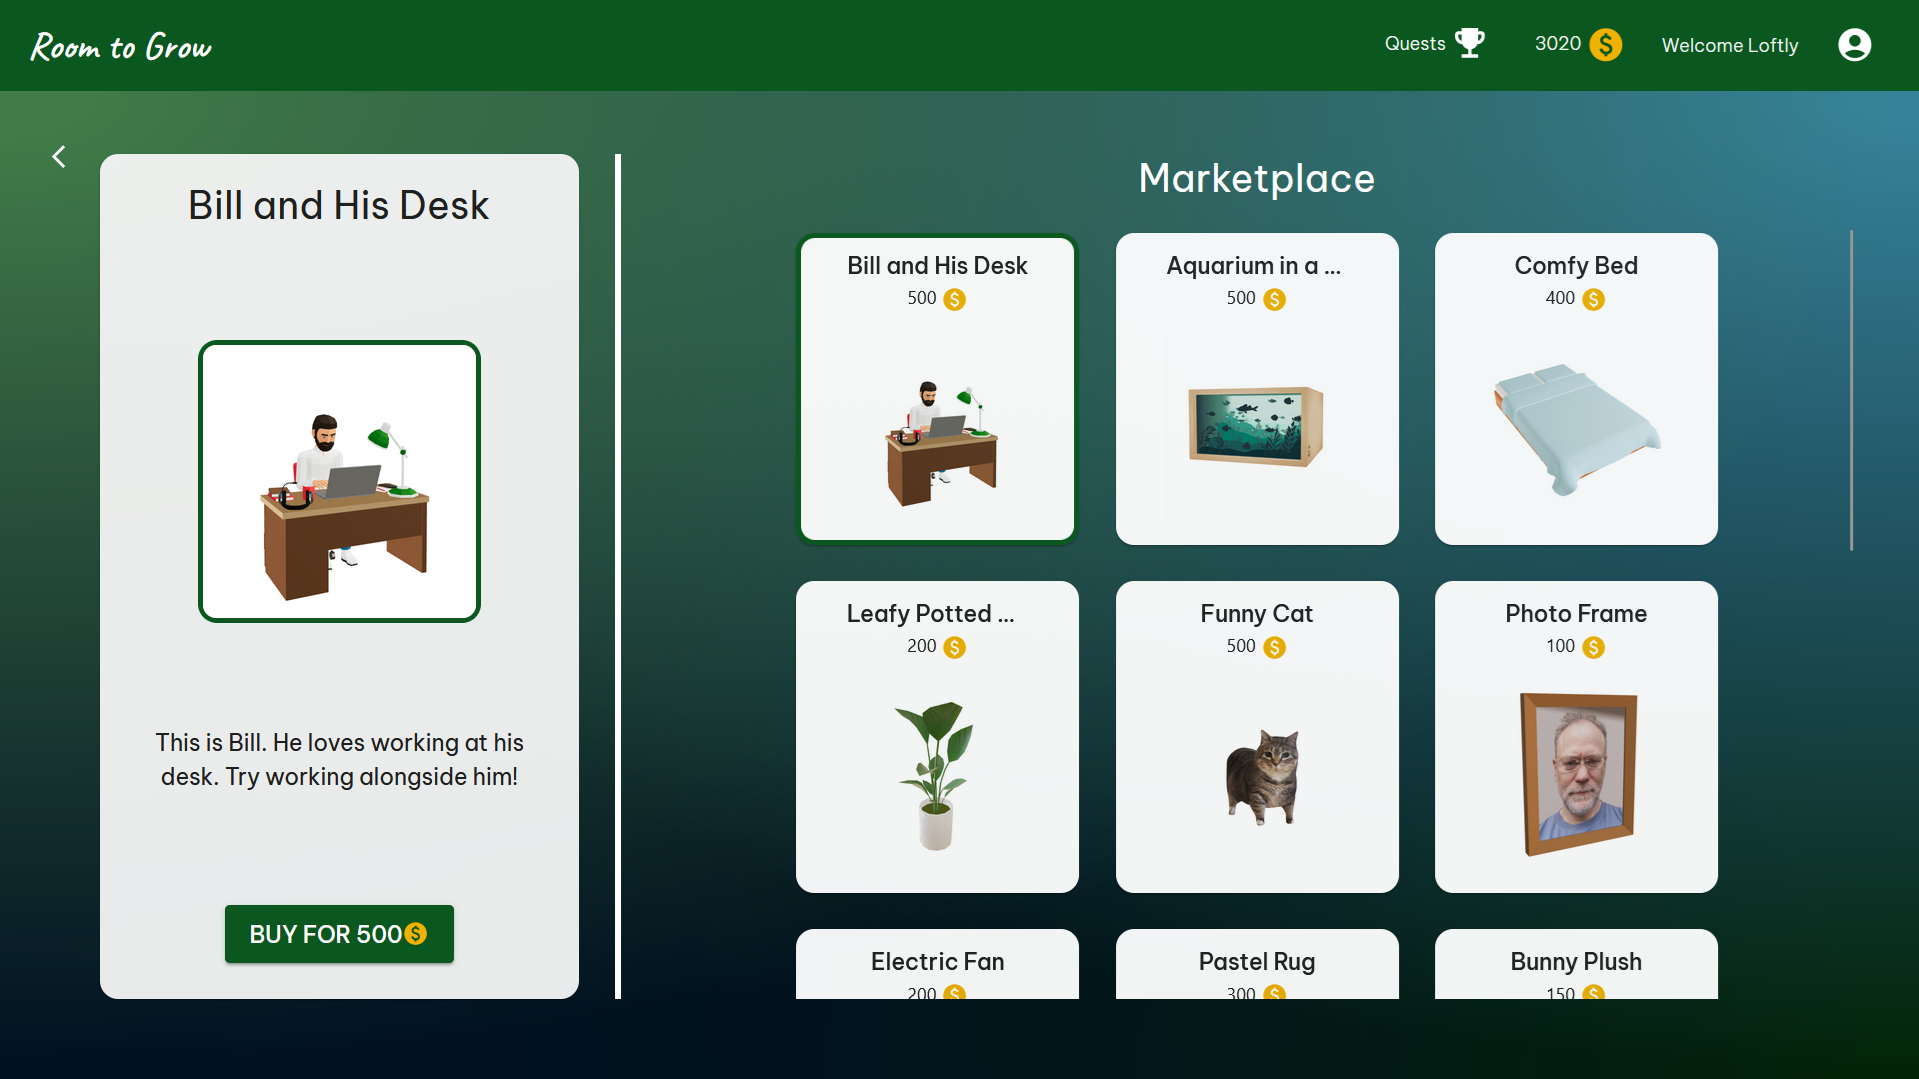 Room to Grow
Quests
3020
Welcome Loftly
Bill and His Desk
This is Bill. He loves working at his
desk. Try working alongside him!
BUY FOR 500
Marketplace
Bill and His Desk
500
Aquarium in a ...
500
Comfy Bed
400
Leafy Potted ...
200
Funny Cat
500
Photo Frame
100
Electric Fan
200
Pastel Rug
300
Bunny Plush
150